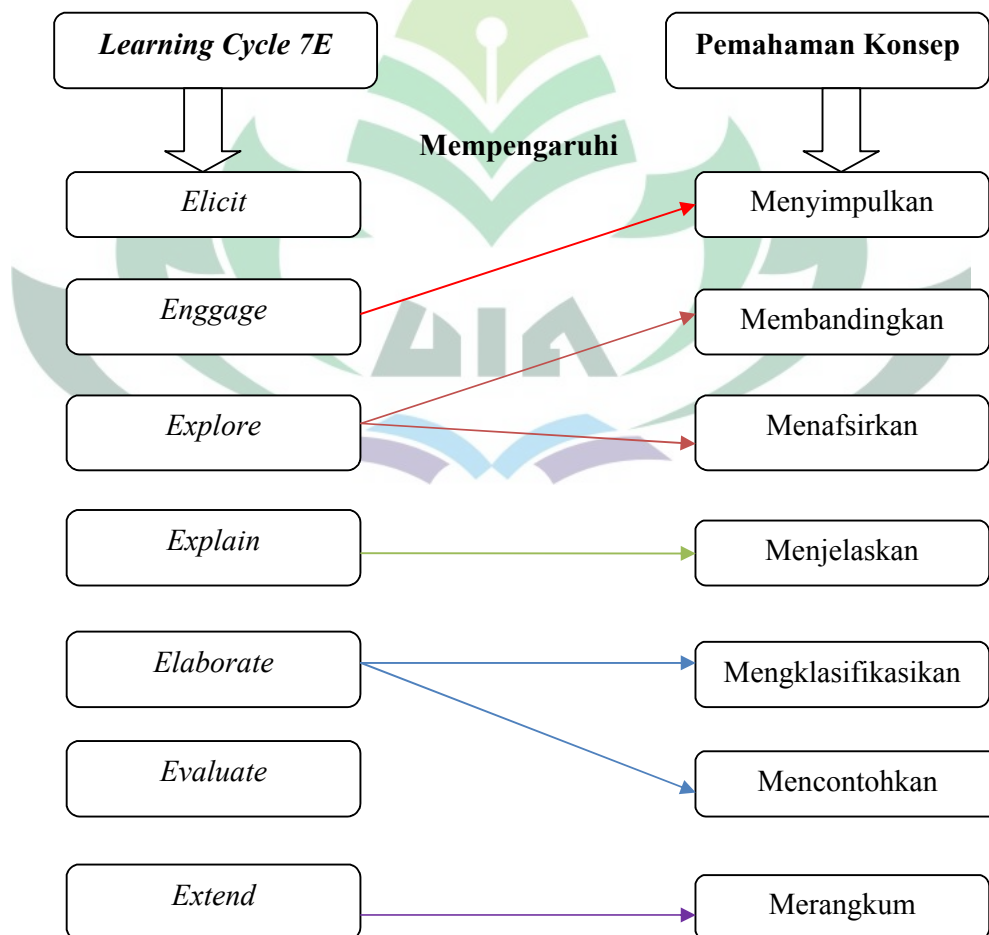 Learning Cycle 7E
Pemahaman Konsep
Mempengaruhi
Elicit
Menyimpulkan
Enggage
Membandingkan
UIN
Explore
Menafsirkan
Explain
Menjelaskan
Elaborate
Mengklasifikasikan
Evaluate
Mencontohkan
Extend
Merangkum